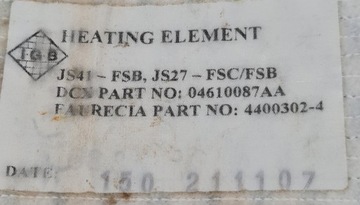 HEATING ELEMENT
IGB
JS41 - FSB, JS27 - FSC/FSB
DCX PART NO: 04610087AA
FAURECIA PART NO: 4400302-4
DATE 150 211107